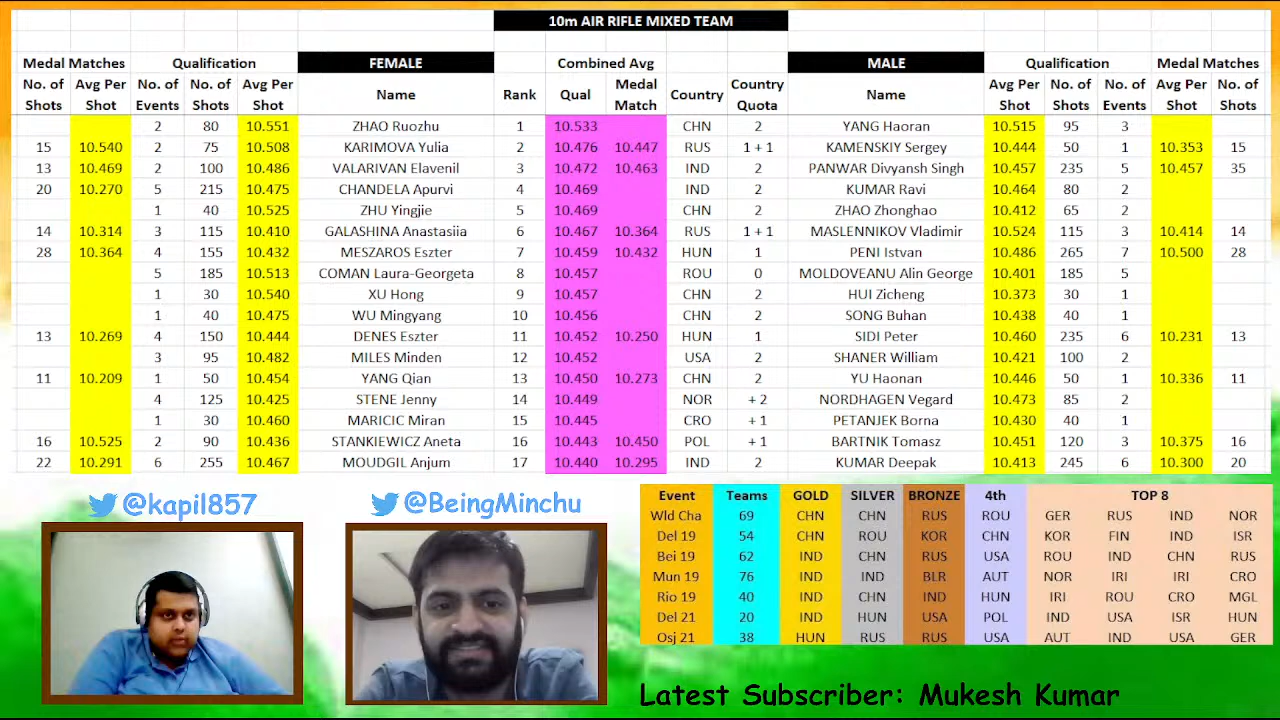 10m AIR RIFLE MIXED TEAM
Medal Matches Qualification FEMALE Combined Avg MALE Qualification Medal Matches
No. of Shots Avg Per Shot No. of Events No. of Shots Avg Per Shot Name Rank Qual Medal Match Country Country Quota Name Avg Per Shot No. of Shots No. of Events Avg Per Shot No. of Shots
2 80 10.551 ZHAO Ruozhu 1 10.533 CHN 2 YANG Haoran 10.515 95 3
15 10.540 2 75 10.508 KARIMOVA Yulia 2 10.476 10.447 RUS 1 + 1 KAMENSKIY Sergey 10.444 50 1 10.353 15
13 10.469 2 100 10.486 VALARIVAN Elavenil 3 10.472 10.463 IND 2 PANWAR Divyansh Singh 10.457 235 5 10.457 35
20 10.270 5 215 10.475 CHANDELA Apurvi 4 10.469 IND 2 KUMAR Ravi 10.464 80 2
1 40 10.525 ZHU Yingjie 5 10.469 CHN 2 ZHAO Zhonghao 10.412 65 2
14 10.314 3 115 10.410 GALASHINA Anastasiia 6 10.467 10.364 RUS 1 + 1 MASLENNIKOV Vladimir 10.524 115 3 10.414 14
28 10.364 4 155 10.432 MESZAROS Eszter 7 10.459 10.432 HUN 1 PENI Istvan 10.486 265 7 10.500 28
5 185 10.513 COMAN Laura-Georgeta 8 10.457 ROU 0 MOLDOVEANU Alin George 10.401 185 5
1 30 10.540 XU Hong 9 10.457 CHN 2 HUI Zicheng 10.373 30 1
1 40 10.475 WU Mingyang 10 10.456 CHN 2 SONG Buhan 10.438 40 1
13 10.269 4 150 10.444 DENES Eszter 11 10.452 10.250 HUN 1 SIDI Peter 10.460 235 6 10.231 13
3 95 10.482 MILES Minden 12 10.452 USA 2 SHANER William 10.421 100 2
11 10.209 1 50 10.454 YANG Qian 13 10.450 10.273 CHN 2 YU Haonan 10.446 50 1 10.336 11
4 125 10.425 STENE Jenny 14 10.449 NOR + 2 NORDHAGEN Vegard 10.473 85 2
1 30 10.460 MARICIC Miran 15 10.445 CRO + 1 PETANJEK Borna 10.430 40 1
16 10.525 2 90 10.436 STANKIEWICZ Aneta 16 10.443 10.450 POL + 1 BARTNIK Tomasz 10.451 120 3 10.375 16
22 10.291 6 255 10.467 MOUDGIL Anjum 17 10.440 10.295 IND 2 KUMAR Deepak 10.413 245 6 10.300 20
@kapil857
@BeingMinchu
Event Teams GOLD SILVER BRONZE 4th TOP 8
Wld Cha 69 CHN CHN RUS ROU GER RUS IND NOR
Del 19 54 CHN ROU KOR CHN KOR FIN IND ISR
Bei 19 62 IND CHN RUS USA ROU IND CHN RUS
Mun 19 76 IND IND BLR AUT NOR IRI IRI CRO
Rio 19 40 IND CHN IND HUN IRI ROU CRO MGL
Del 21 20 IND HUN USA POL IND USA ISR HUN
Osj 21 38 HUN RUS RUS USA AUT IND USA GER
Latest Subscriber: Mukesh Kumar